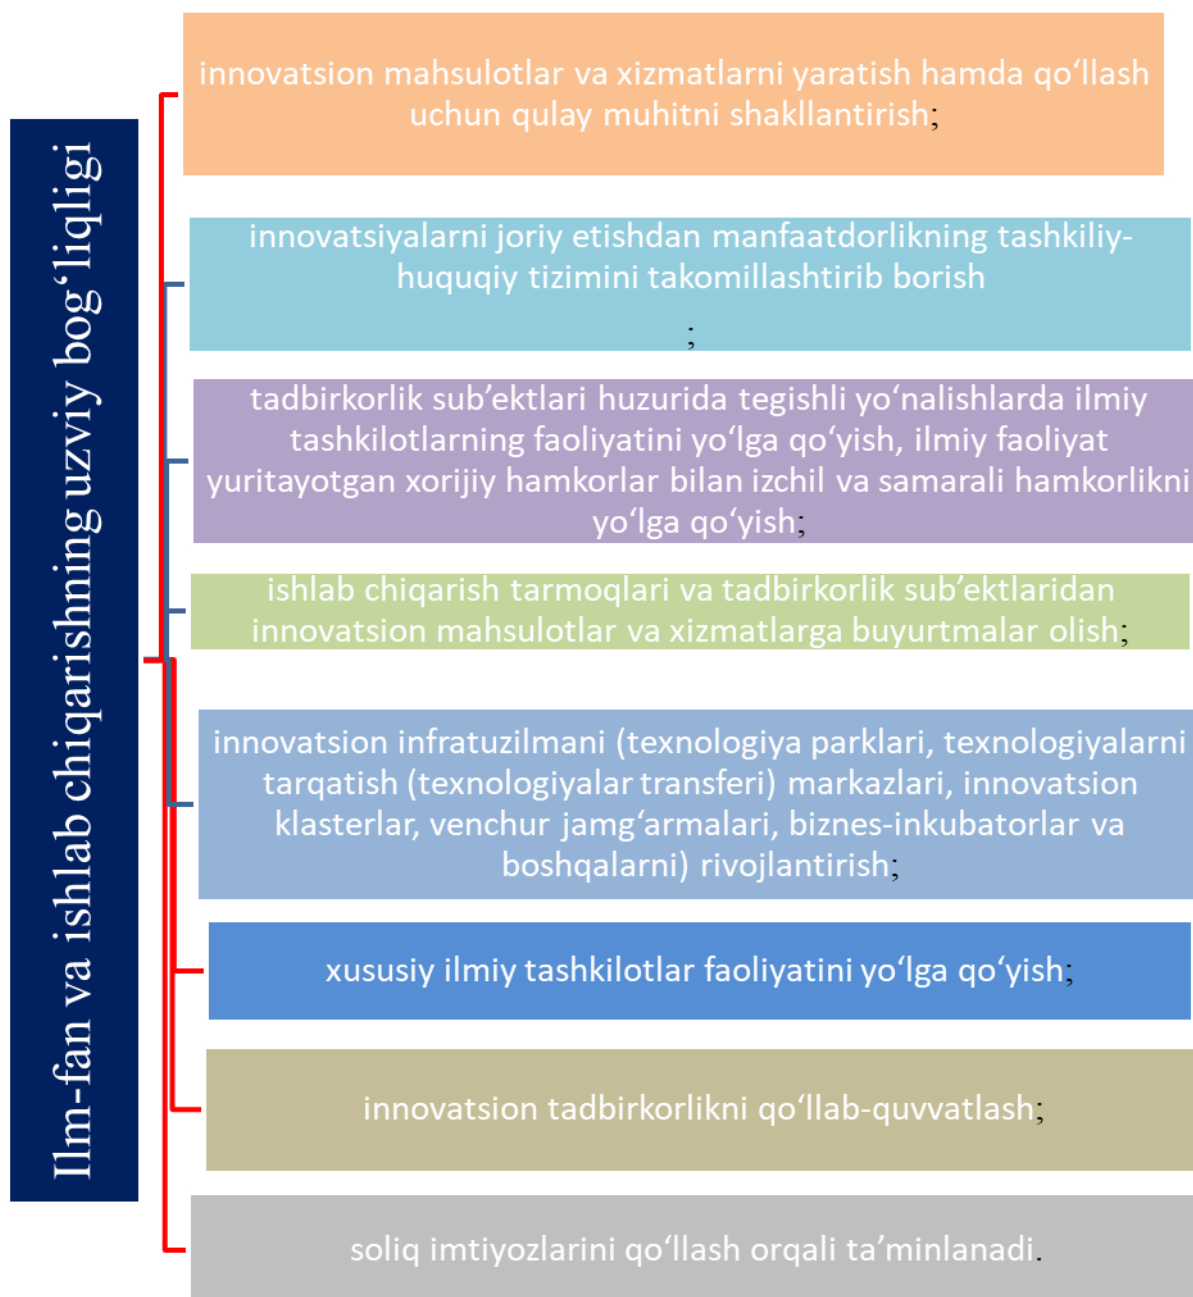 Ilm-fan va ishlab chiqarishning uzviy bog‘liqligi
innovatsion mahsulotlar va xizmatlarni yaratish hamda qo‘llash
uchun qulay muhitni shakllantirish;
innovatsiyalarni joriy etishdan manfaatdorlikning tashkiliy-
huquqiy tizimini takomillashtirib borish
;
tadbirkorlik sub’ektlari huzurida tegishli yo‘nalishlarda ilmiy
tashkilotlarning faoliyatini yo‘lga qo‘yish, ilmiy faoliyat
yuritayotgan xorijiy hamkorlar bilan izchil va samarali hamkorlikni
yo‘lga qo‘yish;
ishlab chiqarish tarmoqlari va tadbirkorlik sub’ektlaridan
innovatsion mahsulotlar va xizmatlarga buyurtmalar olish;
innovatsion infratuzilmani (texnologiya parklari, texnologiyalarni
tarqatish (texnologiyalar transferi) markazlari, innovatsion
klasterlar, venchur jamg‘armalari, biznes-inkubatorlar va
boshqalarni) rivojlantirish;
xususiy ilmiy tashkilotlar faoliyatini yo‘lga qo‘yish;
innovatsion tadbirkorlikni qo‘llab-quvvatlash;
soliq imtiyozlarini qo‘llash orqali ta’minlanadi.